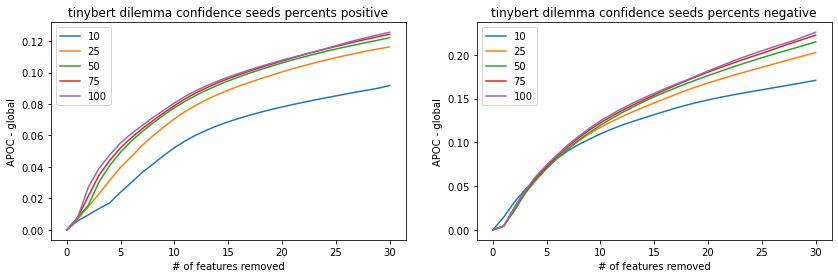 tinybert dilemma confidence seeds percents positive
10
25
50
75
100
0.12
0.10
0.08
0.06
0.04
0.02
0.00
APOC - global
0 5 10 15 20 25 30
# of features removed
tinybert dilemma confidence seeds percents negative
10
25
50
75
100
0.20
0.15
0.10
0.05
0.00
APOC - global
0 5 10 15 20 25 30
# of features removed